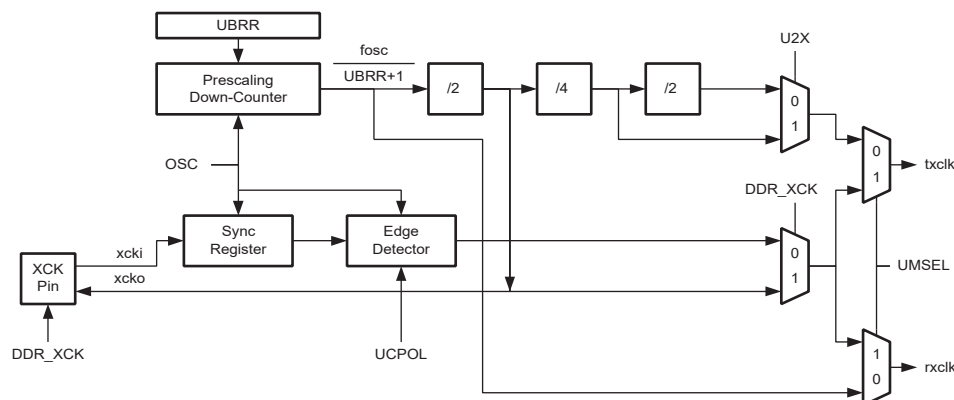 UBRR
fosc
UBRR+1
U2X
Prescaling
Down-Counter
/2
/4
/2
0
1
OSC
0
1
txclk
DDR_XCK
Sync
Register
Edge
Detector
0
1
xcki
xcko
XCK
Pin
UMSEL
DDR_XCK
UCPOL
1
0
rxclk